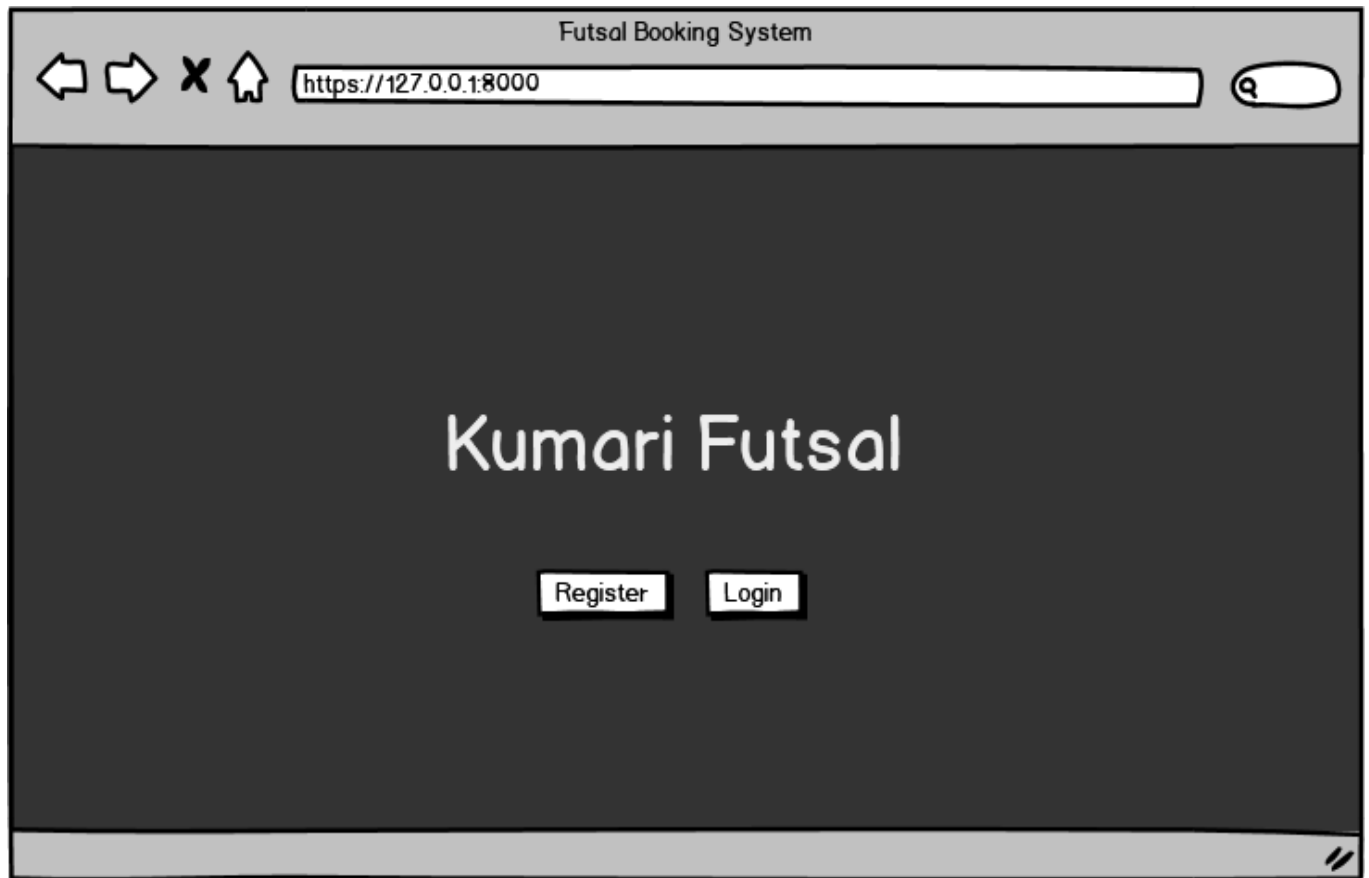 Futsal Booking System
https://127.0.0.1:8000
Kumari Futsal
Register Login